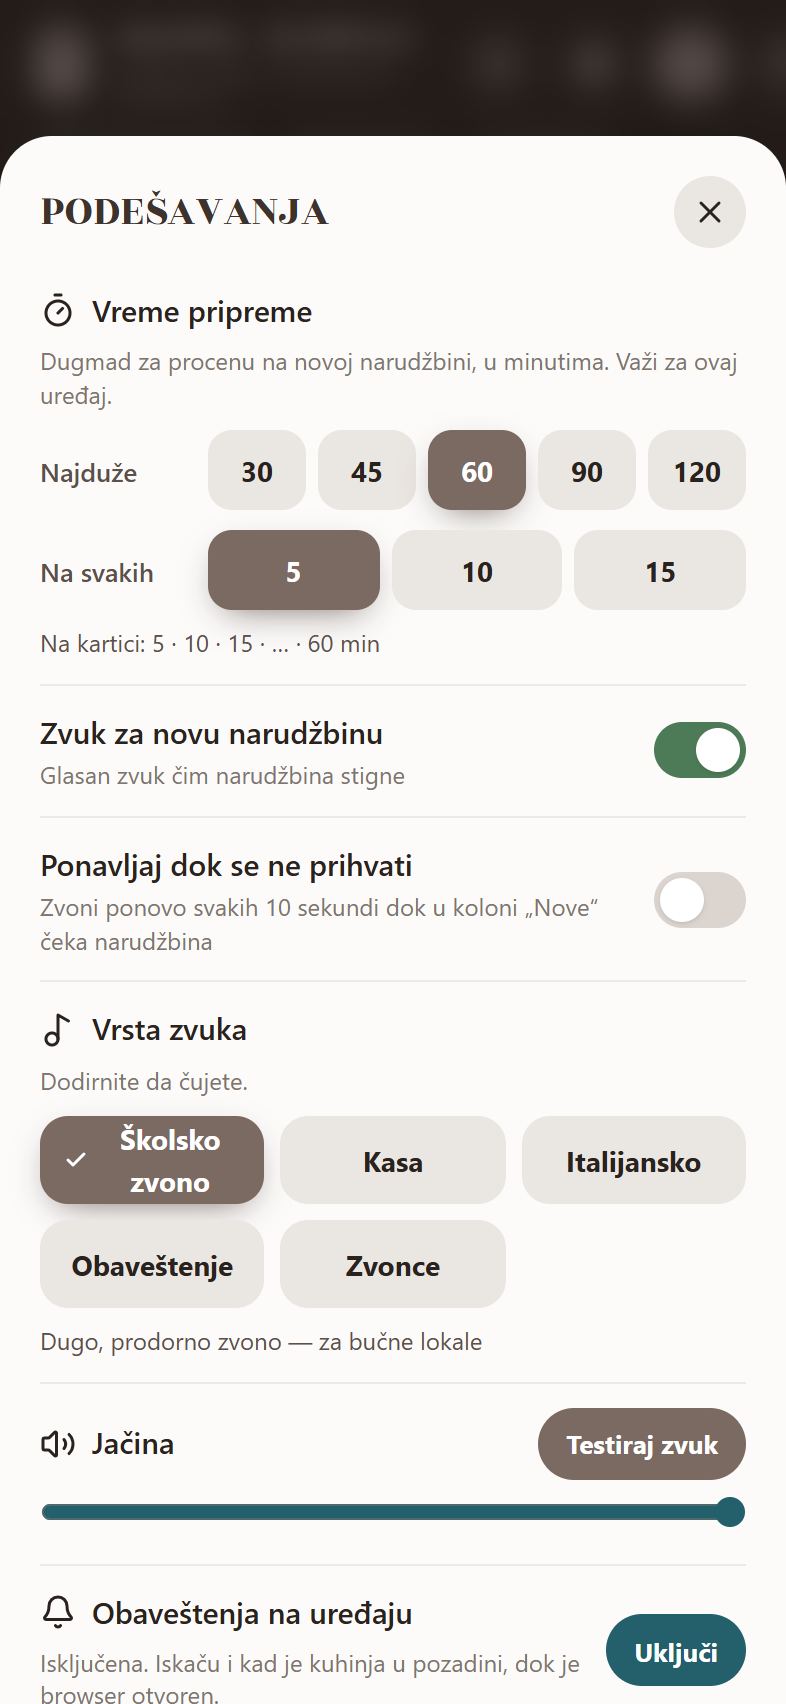 PODEŠAVANJA
Vreme pripreme
Dugmad za procenu na novoj narudžbini, u minutima. Važi za ovaj
uređaj.
Najduže 30 45 60 90 120
Na svakih 5 10 15
Na kartici: 5 · 10 · 15 · ... · 60 min
Zvuk za novu narudžbinu
Glasan zvuk čim narudžbina stigne
Ponavljaj dok se ne prihvati
Zvoni ponovo svakih 10 sekundi dok u koloni „Nove“
čeka narudžbina
Vrsta zvuka
Dodirnite da čujete.
Školsko
zvono
Kasa
Italijansko
Obaveštenje
Zvonce
Dugo, prodorno zvono — za bučne lokale
Jačina
Testiraj zvuk
Obaveštenja na uređaju
Isključena. Iskaču i kad je kuhinja u pozadini, dok je
browser otvoren.
Uključi